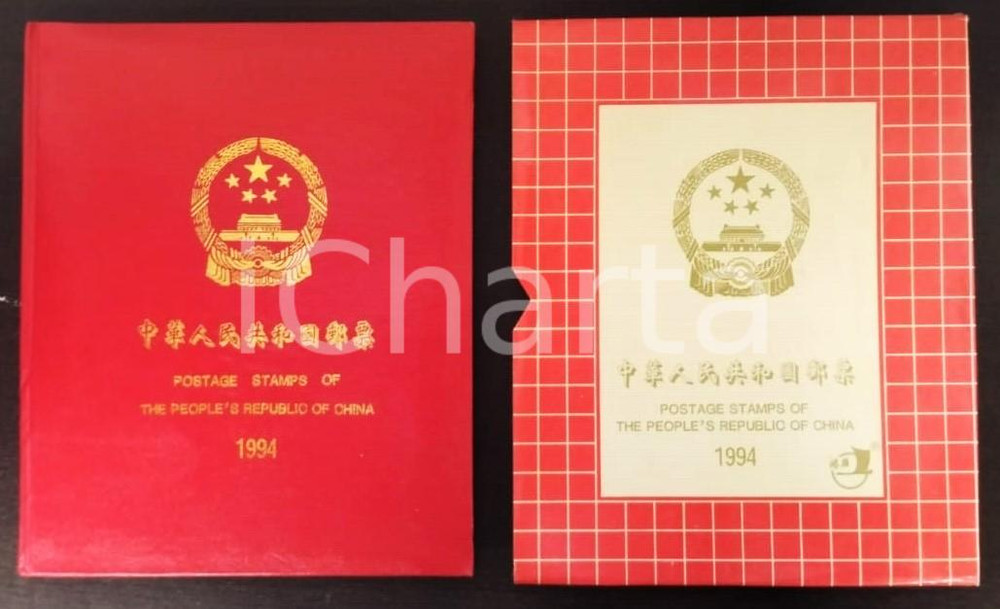 中華人民共和國郵票
POSTAGE STAMPS OF
THE PEOPLE'S REPUBLIC OF CHINA
1994
中華人民共和國郵票
POSTAGE STAMPS OF
THE PEOPLE'S REPUBLIC OF CHINA
1994
iCharta